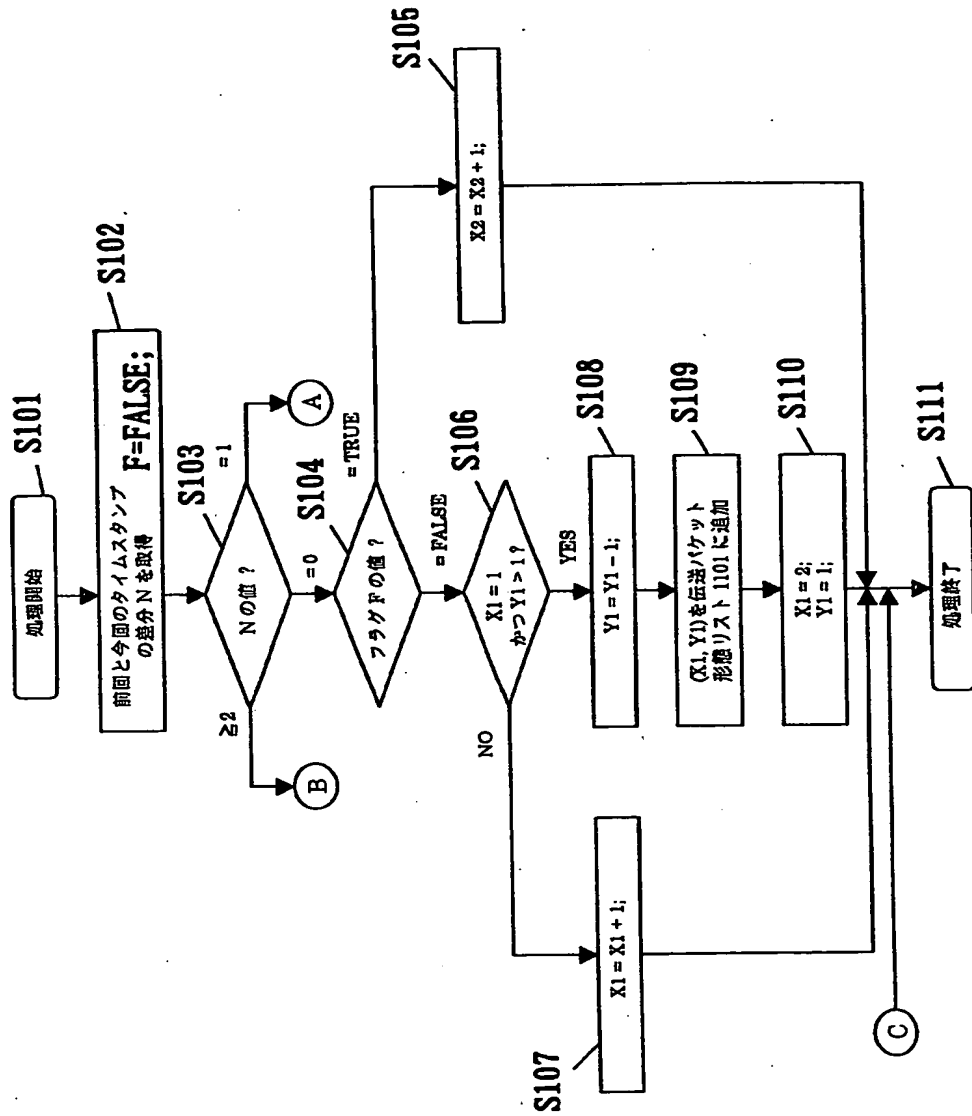 S101
処理開始
S102
前回と今回のタイムスタンプ
の差分 N を取得
F=FALSE;
S103
N の値 ?
=1
A
≧2
B
=0
S104
フラグ F の値 ?
=TRUE
S105
X2 = X2 + 1;
=FALSE
S106
X1 = 1
かつ Y1 > 1 ?
NO
YES
S107
X1 = X1 + 1;
S108
Y1 = Y1 - 1;
S109
(X1, Y1)を伝送パケット
形態リスト 1101 に追加
S110
X1 = 2;
Y1 = 1;
C
S111
処理終了